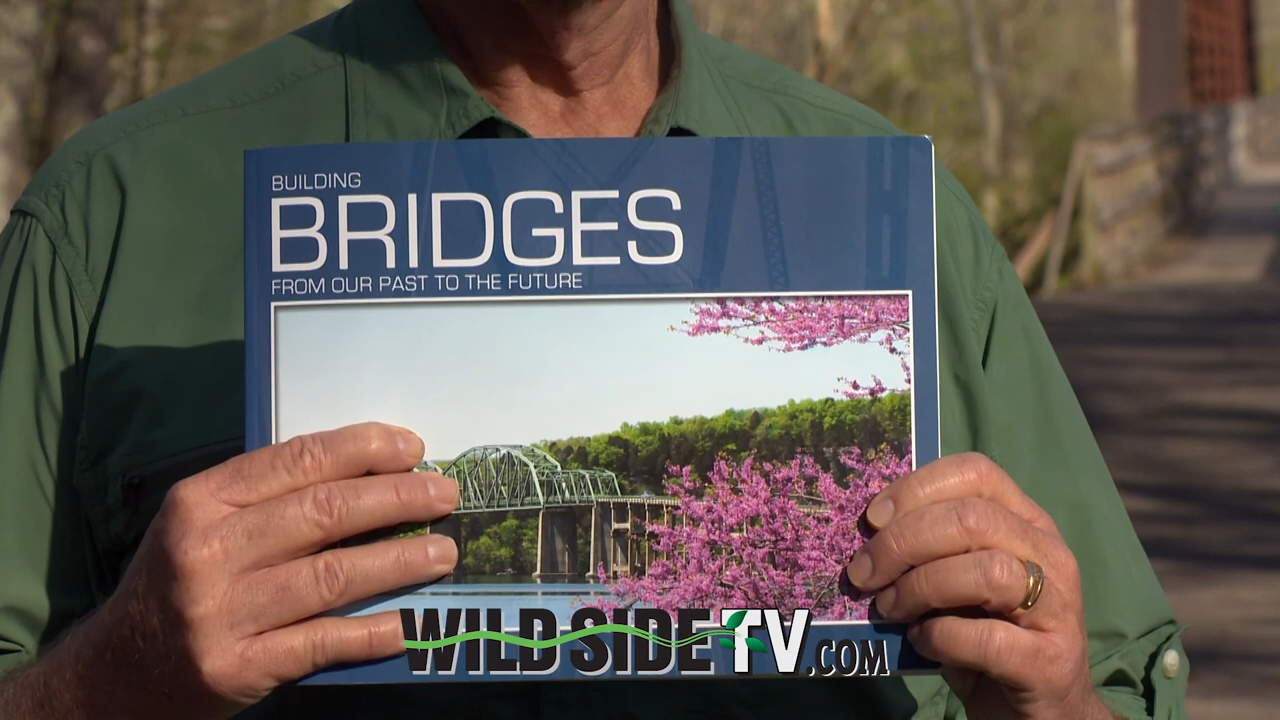 BUILDING
BRIDGES
FROM OUR PAST TO THE FUTURE
WILD SIDE TV.COM